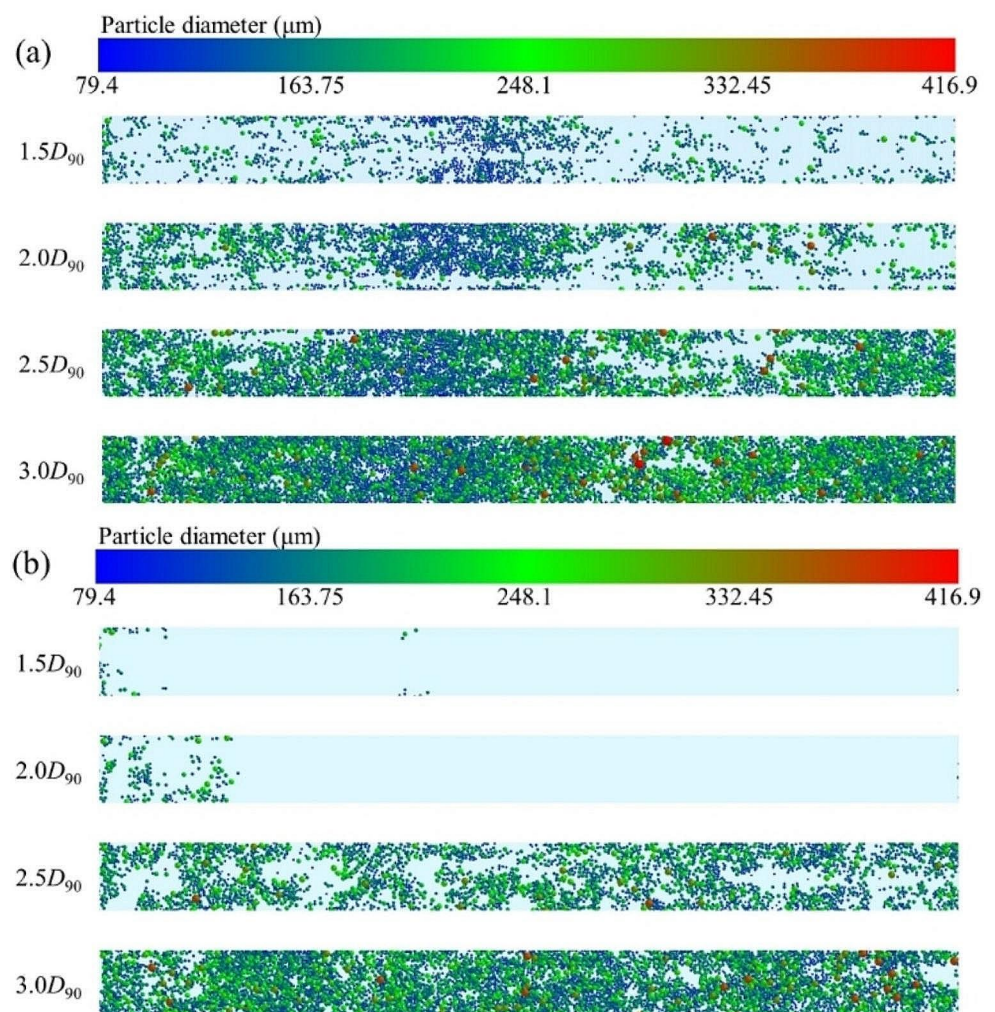 Particle diameter (μm)
(a)
79.4 163.75 248.1 332.45 416.9
1.5D90
2.0D90
2.5D90
3.0D90
Particle diameter (μm)
(b)
79.4 163.75 248.1 332.45 416.9
1.5D90
2.0D90
2.5D90
3.0D90